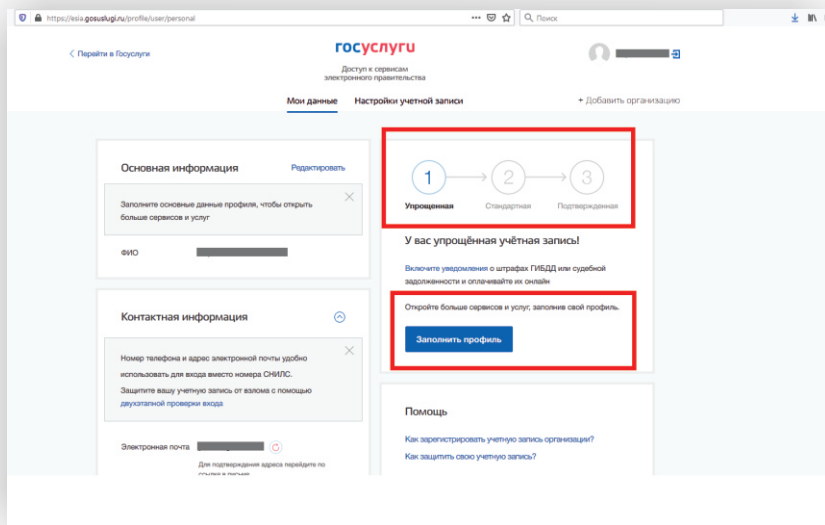 https://esia.gosuslugi.ru/profile/user/personal
Поиск
Перейти в Госуслуги
госуслуги
Доступ к сервисам
электронного правительства
Мои данные
Настройки учетной записи
+ Добавить организацию
Основная информация
Редактировать
Заполните основные данные профиля, чтобы открыть
больше сервисов и услуг
ФИО
Контактная информация
Номер телефона и адрес электронной почты удобно
использовать для входа вместо номера СНИЛС.
Защитите вашу учетную запись от взлома с помощью
двухэтапной проверки входа
Электронная почта
Для подтверждения адреса перейдите по
ссылке в письме
1
2
3
Упрощенная
Стандартная
Подтвержденная
У вас упрощённая учётная запись!
Включите уведомления о штрафах ГИБДД или судебной
задолженности и оплачивайте их онлайн
Откройте больше сервисов и услуг, заполнив свой профиль.
Заполнить профиль
Помощь
Как зарегистрировать учетную запись организации?
Как защитить свою учетную запись?